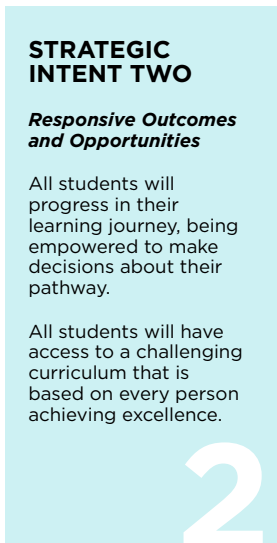 STRATEGIC
INTENT TWO
Responsive Outcomes
and Opportunities
All students will
progress in their
learning journey, being
empowered to make
decisions about their
pathway.
All students will have
access to a challenging
curriculum that is
based on every person
achieving excellence.
2